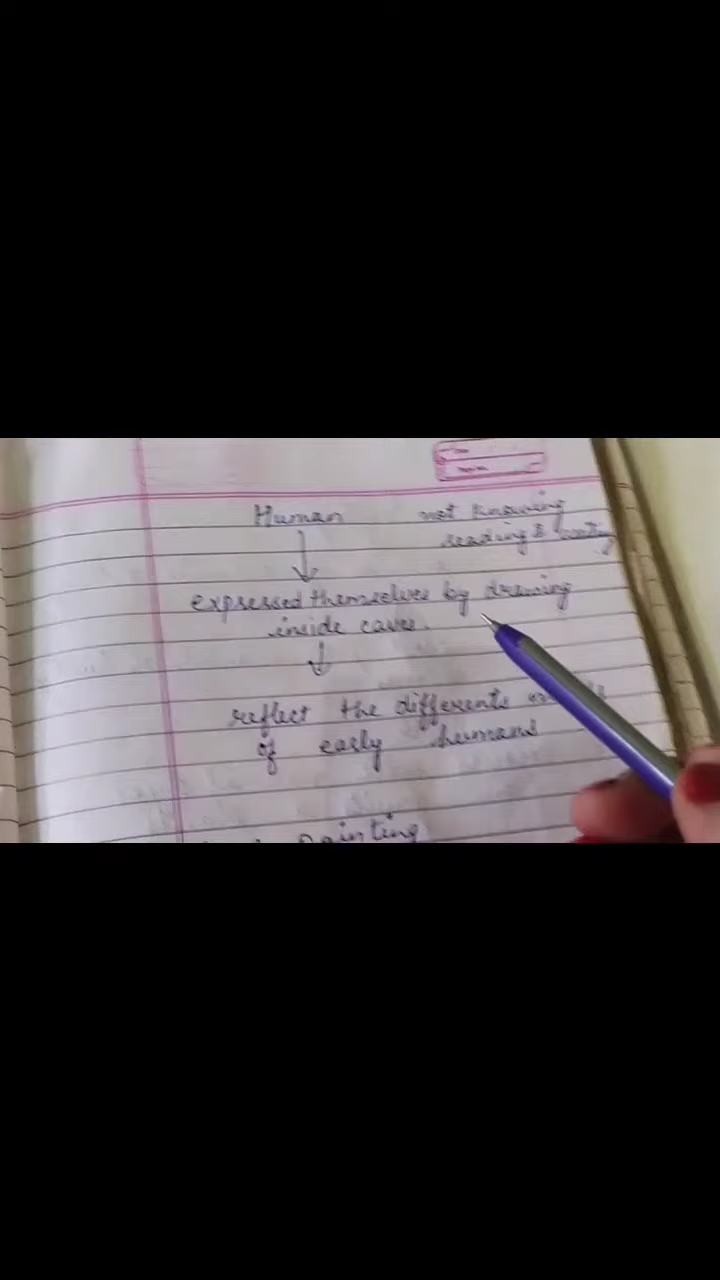 Human not knowing
reading & writing
expressed themselves by drawing
inside caves.
reflect the differents
of early humans
Painting